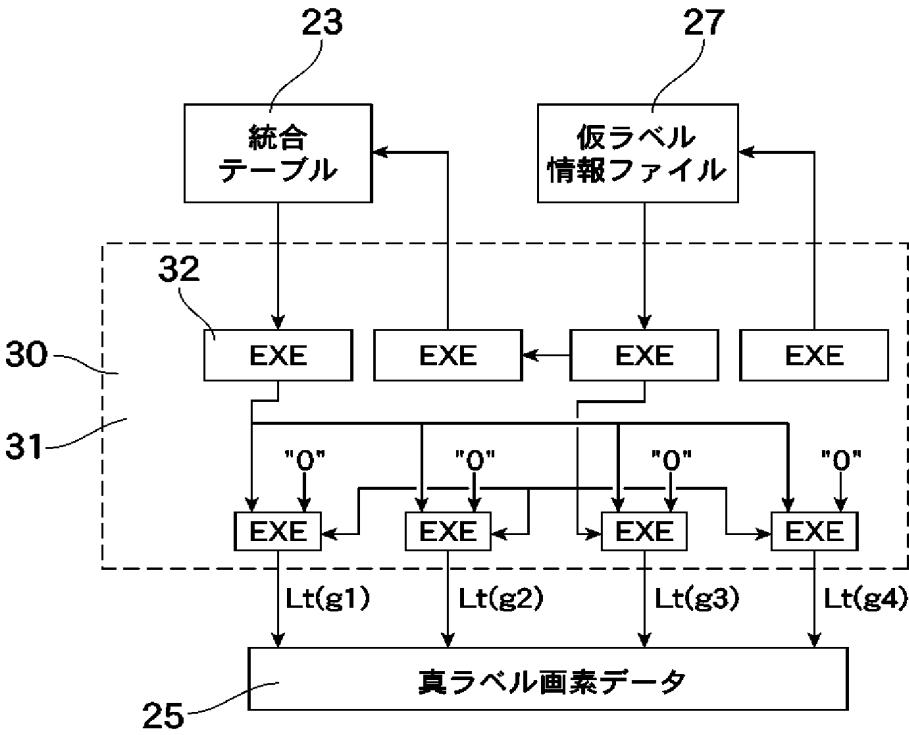 23
27
統合
テーブル
仮ラベル
情報ファイル
32
EXE EXE EXE EXE
30
31
"0" "0" "0" "0"
EXE EXE EXE EXE
Lt(g1) Lt(g2) Lt(g3) Lt(g4)
真ラベル画素データ
25